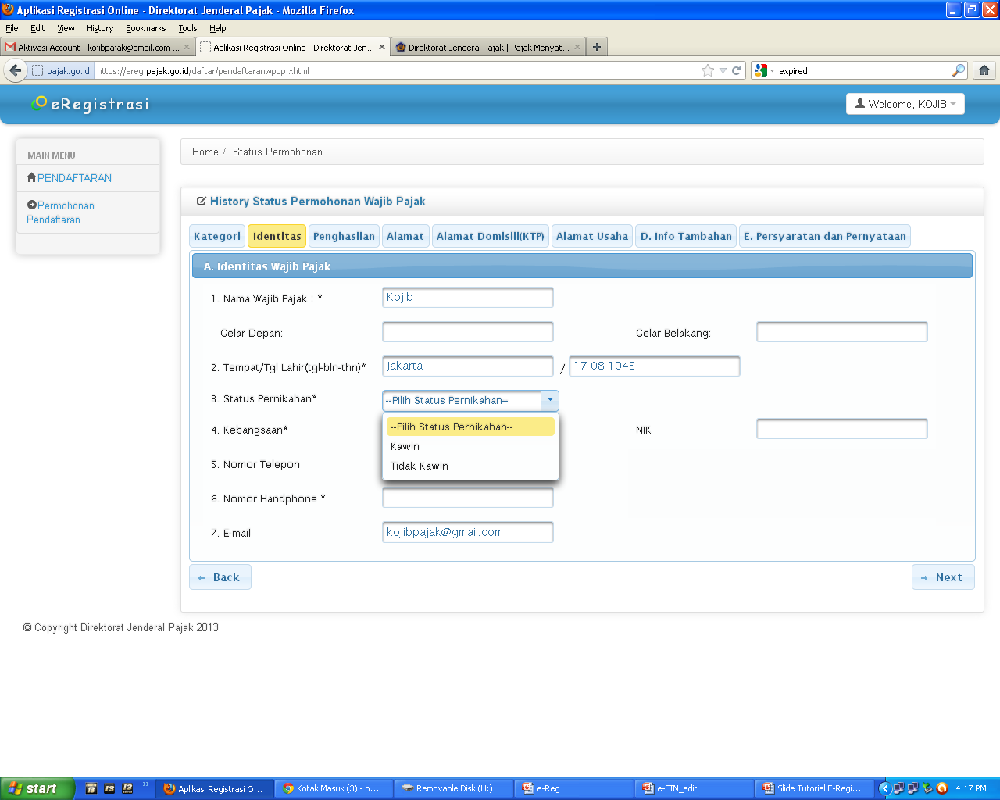 Aplikasi Registrasi Online - Direktorat Jenderal Pajak - Mozilla Firefox
File Edit View History Bookmarks Tools Help
Aktivasi Account - kojibpajak@gmail.com ... Aplikasi Registrasi Online - Direktorat Jen... Direktorat Jenderal Pajak | Pajak Menyat...
pajak.go.id https://ereg.pajak.go.id/daftar/pendaftaranwpop.xhtml expired
eRegistrasi
Welcome, KOJIB
MAIN MENU
PENDAFTARAN
Permohonan
Pendaftaran
Home / Status Permohonan
History Status Permohonan Wajib Pajak
Kategori Identitas Penghasilan Alamat Alamat Domisili(KTP) Alamat Usaha D. Info Tambahan E. Persyaratan dan Pernyataan
A. Identitas Wajib Pajak
1. Nama Wajib Pajak : * Kojib
Gelar Depan: Gelar Belakang:
2. Tempat/Tgl Lahir(tgl-bln-thn)* Jakarta / 17-08-1945
3. Status Pernikahan* --Pilih Status Pernikahan--
--Pilih Status Pernikahan--
Kawin
Tidak Kawin
4. Kebangsaan* NIK
5. Nomor Telepon
6. Nomor Handphone *
7. E-mail kojibpajak@gmail.com
← Back → Next
© Copyright Direktorat Jenderal Pajak 2013
start Aplikasi Registrasi O... Kotak Masuk (3) - p... Removable Disk (H:) e-Reg e-FIN_edit Slide Tutorial E-Regi... 4:17 PM